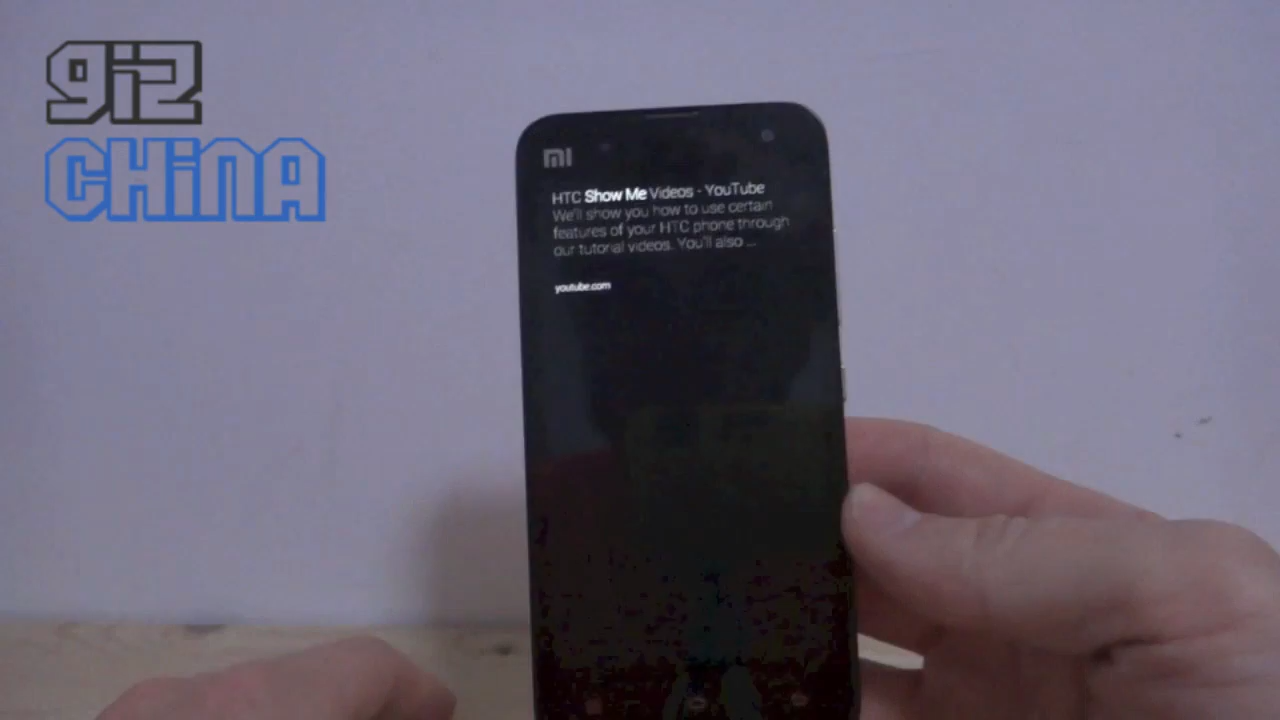 giz
CHINA
mi
HTC Show Me Videos - YouTube
We'll show you how to use certain
features of your HTC phone through
our tutorial videos. You'll also ...
youtube.com